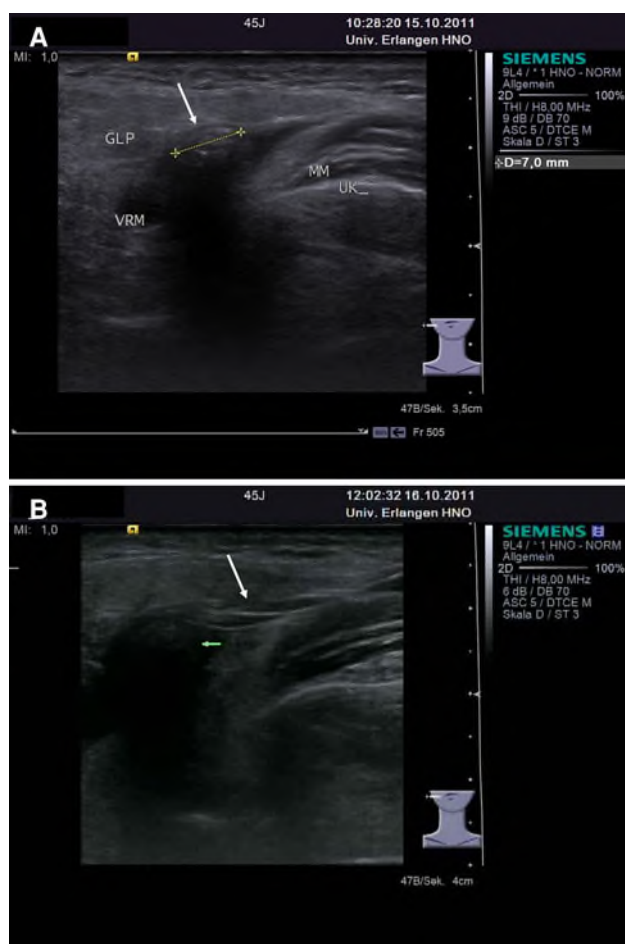 A
45J
10:28:20 15.10.2011
Univ. Erlangen HNO
MI: 1,0
SIEMENS
9L4 / * 1 HNO - NORM
Allgemein
2D 100%
THI / H8,00 MHz
9 dB / DB 70
ASC 5 / DTCE M
Skala D / ST 3
D=7,0 mm
GLP
MM
UK_
VRM
47B/Sek. 3,5cm
Fr 505
B
45J
12:02:32 16.10.2011
Univ. Erlangen HNO
MI: 1,0
SIEMENS
9L4 / * 1 HNO - NORM
Allgemein
2D 100%
THI / H8,00 MHz
6 dB / DB 70
ASC 5 / DTCE M
Skala D / ST 3
47B/Sek. 4cm